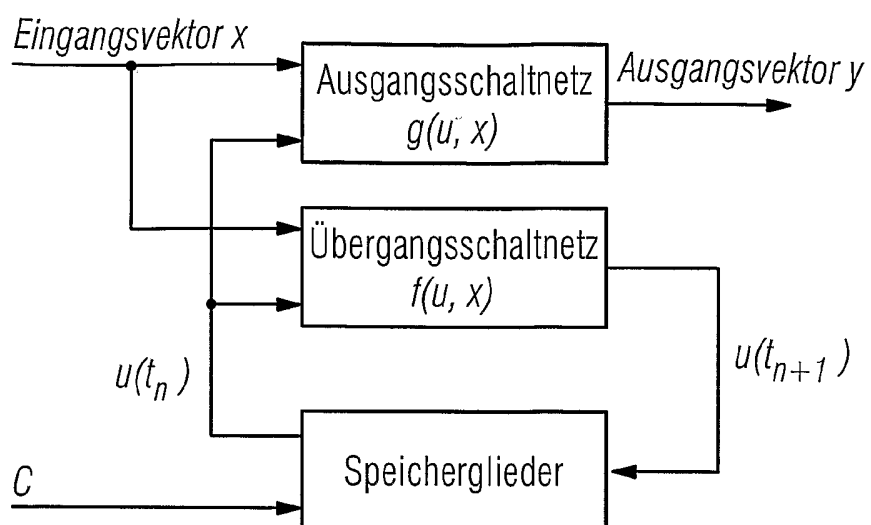 Eingangsvektor x
Ausgangsschaltnetz
g(u, x)
Ausgangsvektor y
Übergangsschaltnetz
f(u, x)
u(tn)
u(tn+1)
Speicherglieder
C